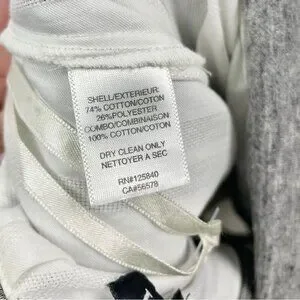 SHELL/EXTERIEUR:
74% COTTON/COTON
26%POLYESTER
COMBO/COMBINAISON:
100% COTTON/COTON
DRY CLEAN ONLY
NETTOYER A SEC
RN#125840
CA#56578